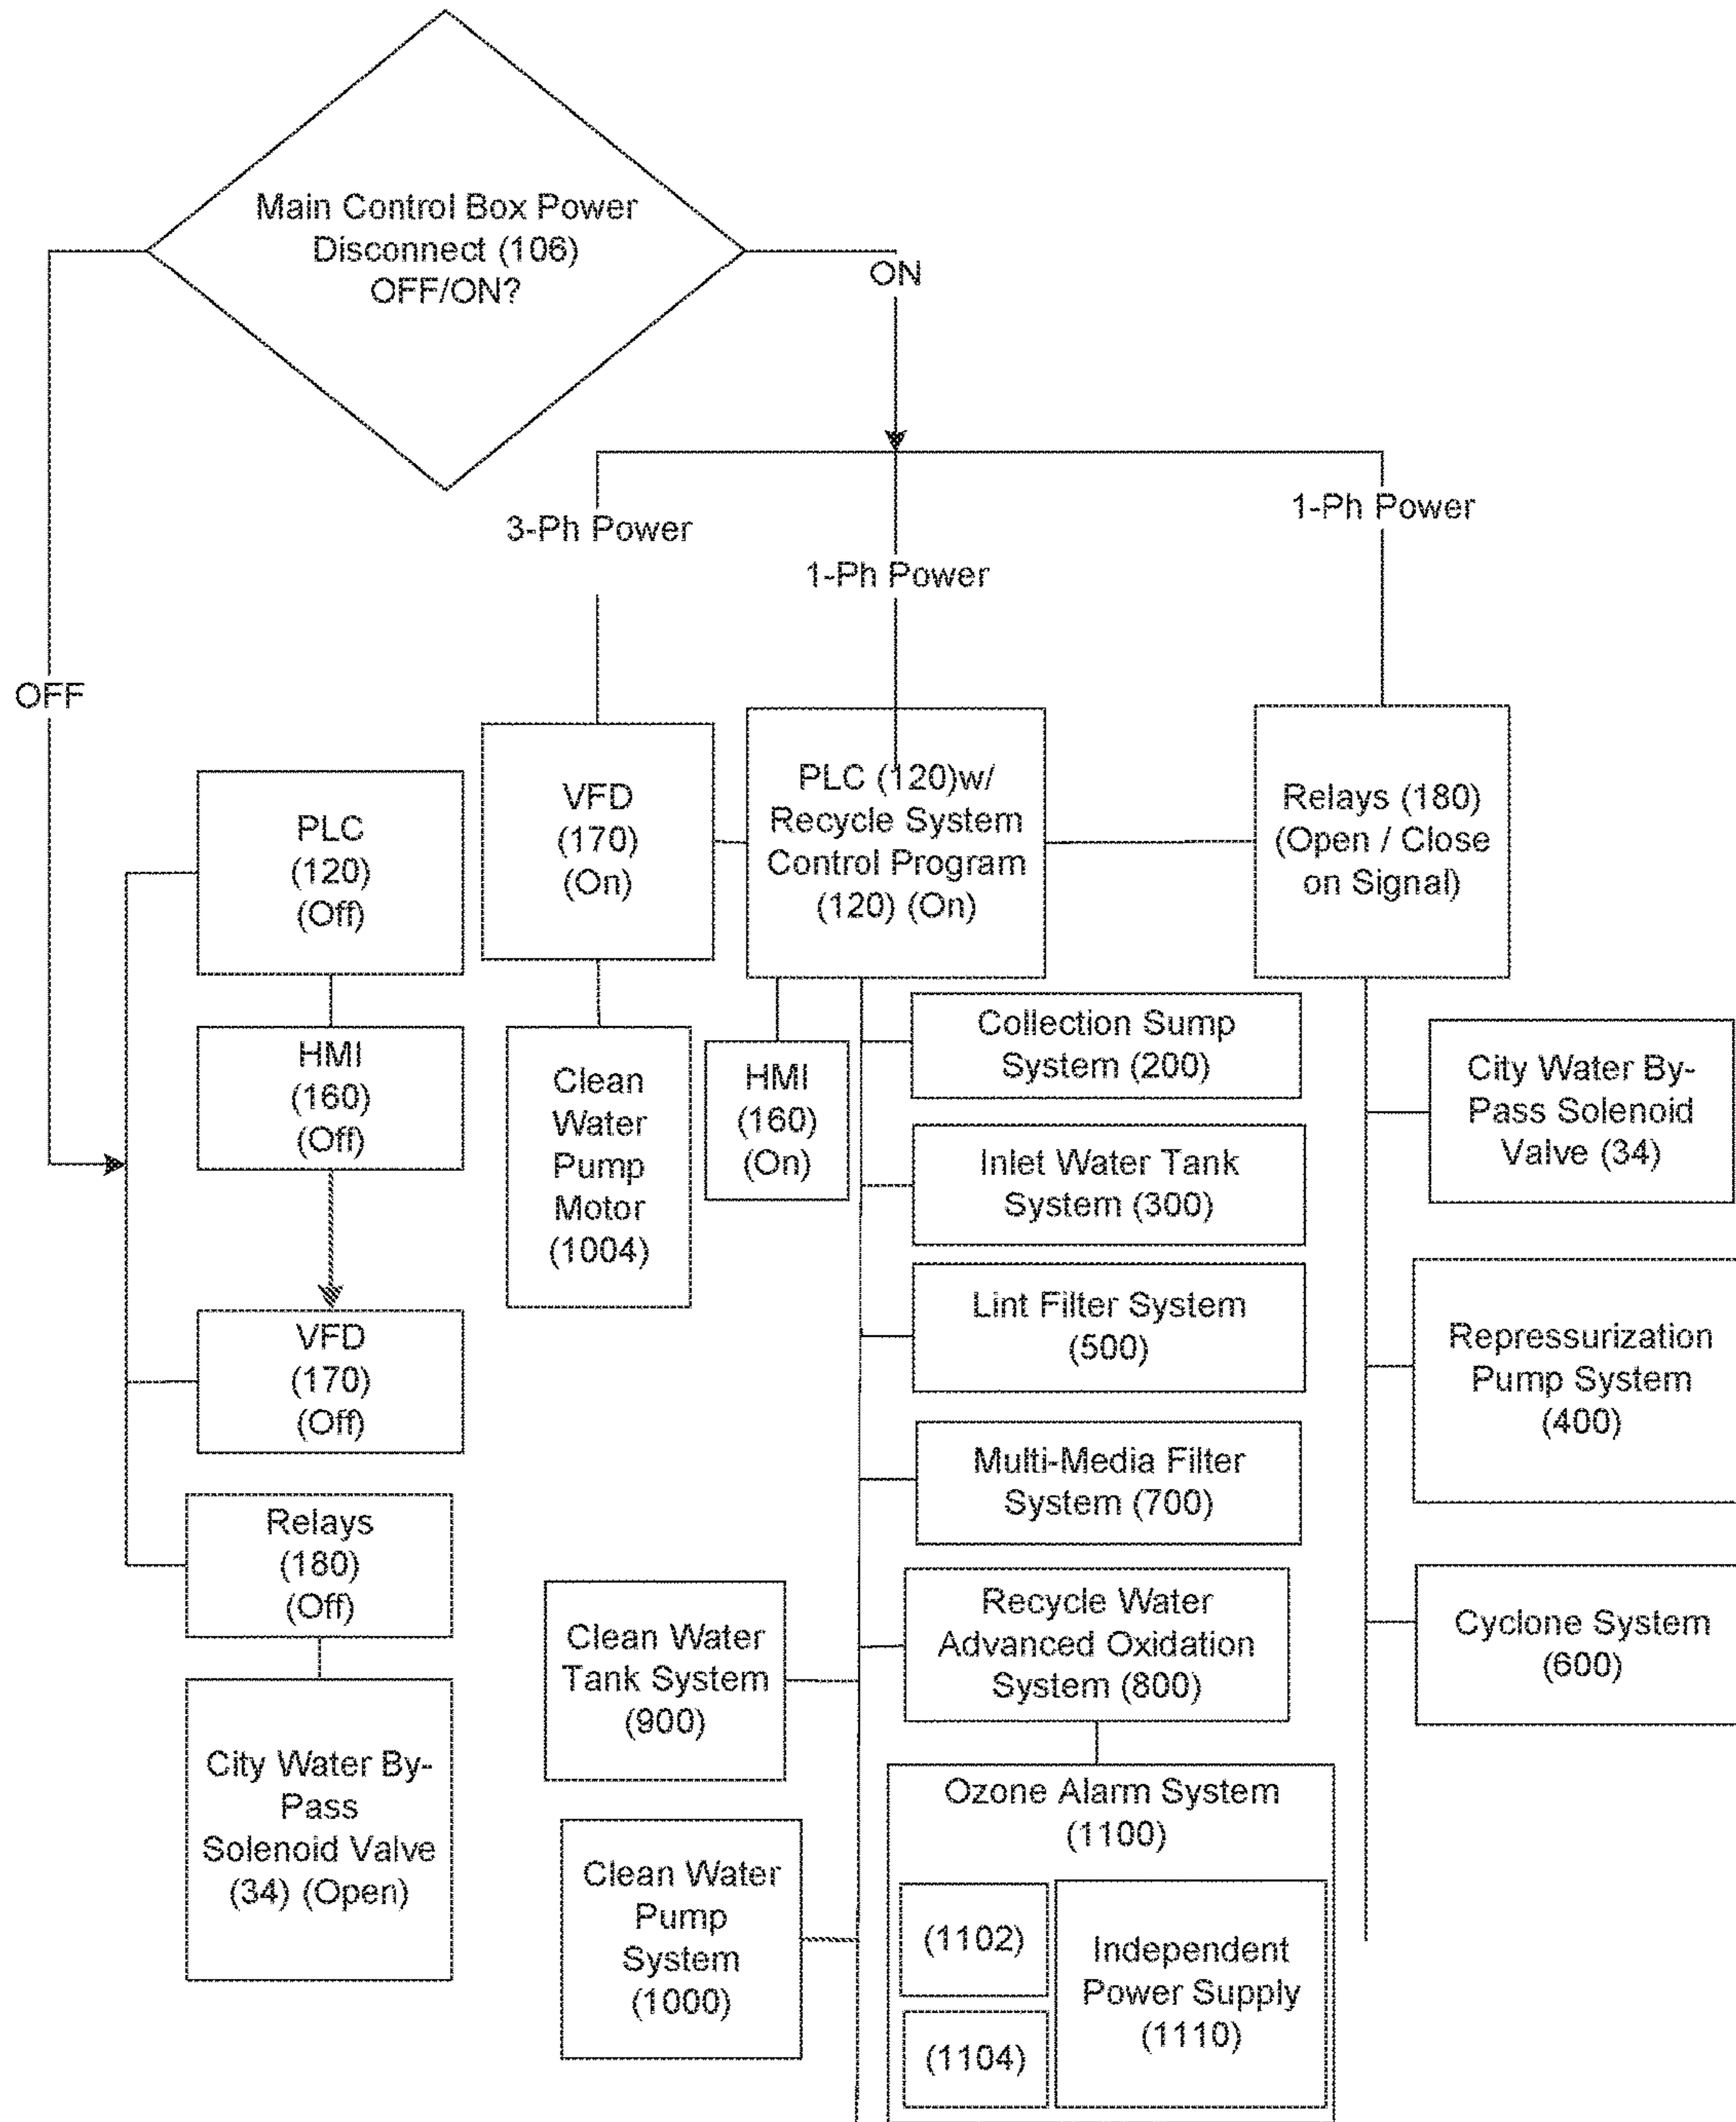 Main Control Box Power
Disconnect (106)
OFF/ON?
ON
OFF
3-Ph Power
1-Ph Power
1-Ph Power
PLC
(120)
(Off)
HMI
(160)
(Off)
VFD
(170)
(Off)
Relays
(180)
(Off)
City Water By-
Pass
Solenoid Valve
(34) (Open)
VFD
(170)
(On)
Clean
Water
Pump
Motor
(1004)
PLC (120)w/
Recycle System
Control Program
(120) (On)
HMI
(160)
(On)
Collection Sump
System (200)
Inlet Water Tank
System (300)
Lint Filter System
(500)
Multi-Media Filter
System (700)
Recycle Water
Advanced Oxidation
System (800)
Clean Water
Tank System
(900)
Clean Water
Pump
System
(1000)
Ozone Alarm System
(1100)
(1102)
(1104)
Independent
Power Supply
(1110)
Relays (180)
(Open / Close
on Signal)
City Water By-
Pass Solenoid
Valve (34)
Repressurization
Pump System
(400)
Cyclone System
(600)